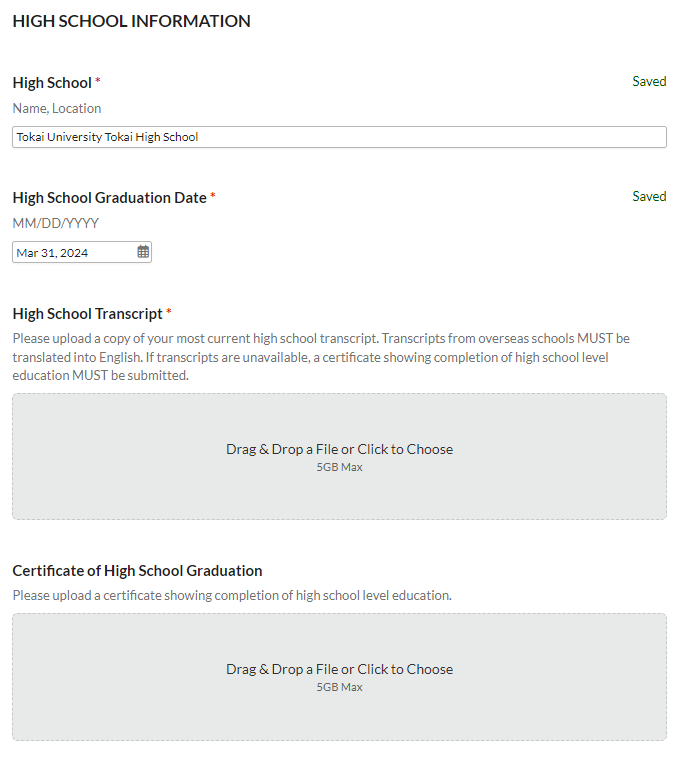 HIGH SCHOOL INFORMATION
High School *
Saved
Name, Location
Tokai University Tokai High School
High School Graduation Date *
Saved
MM/DD/YYYY
Mar 31, 2024
High School Transcript *
Please upload a copy of your most current high school transcript. Transcripts from overseas schools MUST be
translated into English. If transcripts are unavailable, a certificate showing completion of high school level
education MUST be submitted.
Drag & Drop a File or Click to Choose
5GB Max
Certificate of High School Graduation
Please upload a certificate showing completion of high school level education.
Drag & Drop a File or Click to Choose
5GB Max